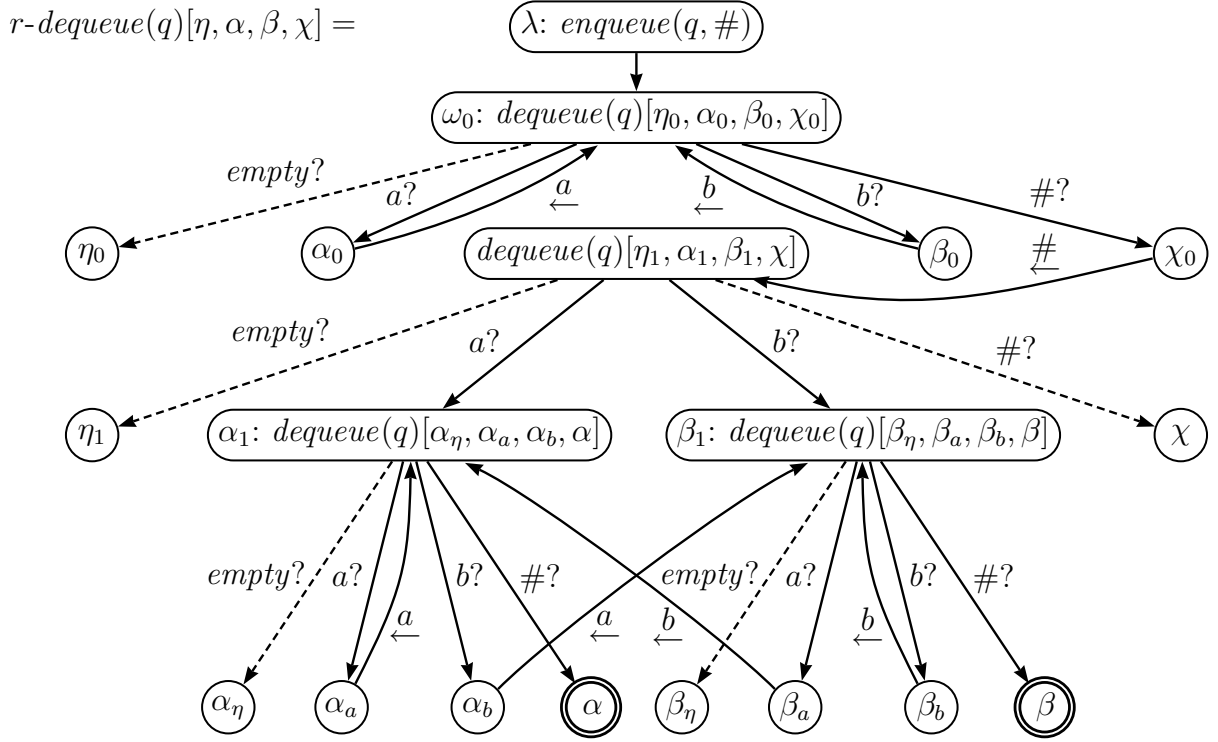 r-dequeue(q)[η, α, β, χ] = λ: enqueue(q, #)
ω₀: dequeue(q)[η₀, α₀, β₀, χ₀]
empty? a? a ← b ← b? #?
η₀ α₀ dequeue(q)[η₁, α₁, β₁, χ] β₀ # ← χ₀
empty? a? b? #?
η₁ α₁: dequeue(q)[α_η, α_a, α_b, α] β₁: dequeue(q)[β_η, β_a, β_b, β] χ
empty? a? b? #? empty? a? b? #?
a ← a ← b ← b ←
α_η α_a α_b α β_η β_a β_b β